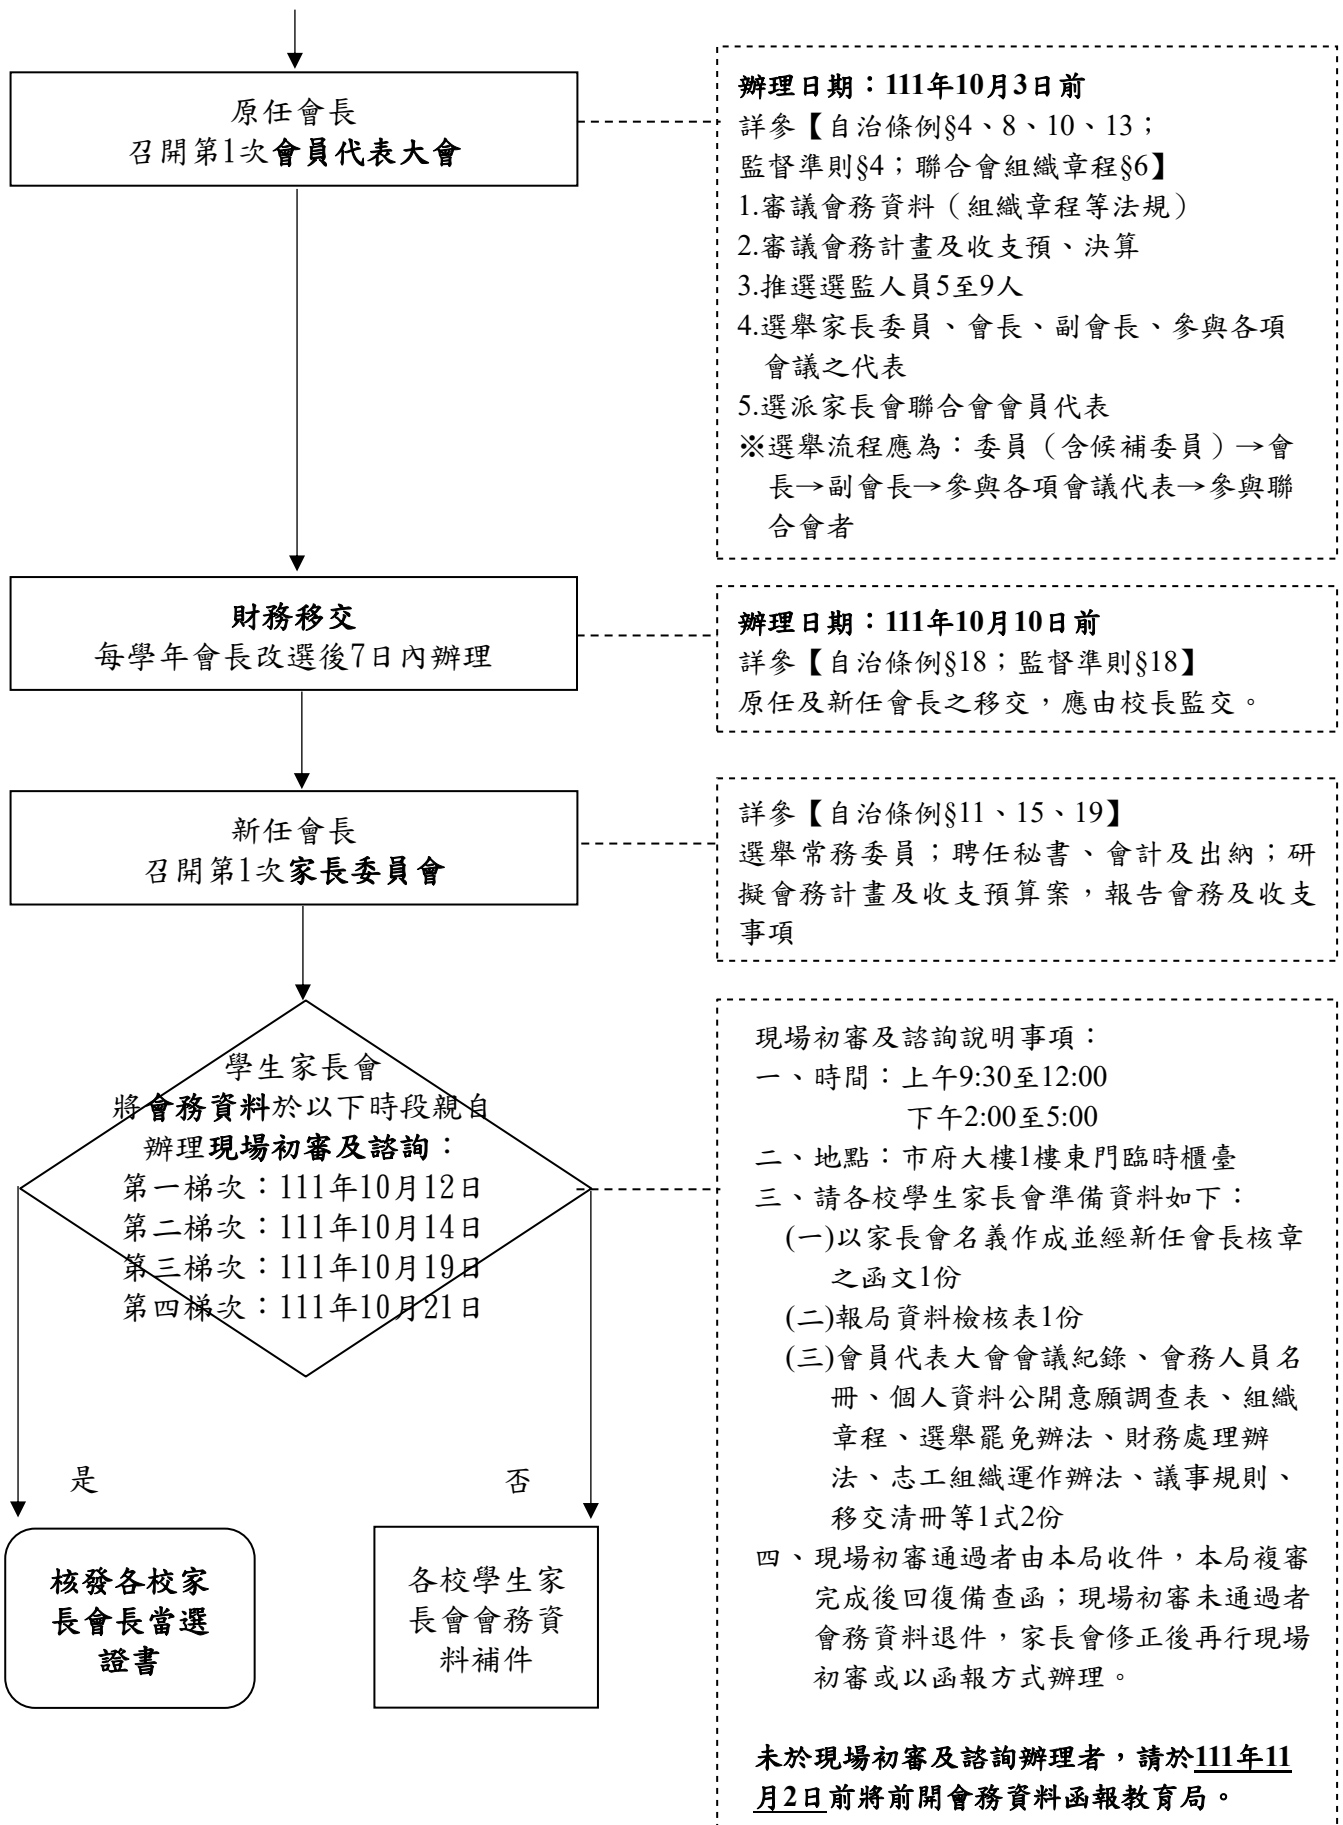 原任會長
召開第1次會員代表大會
辦理日期：111年10月3日前
詳參【自治條例§4、8、10、13；
監督準則§4；聯合會組織章程§6】
1.審議會務資料（組織章程等法規）
2.審議會務計畫及收支預、決算
3.推選選監人員5至9人
4.選舉家長委員、會長、副會長、參與各項
會議之代表
5.選派家長會聯合會會員代表
※選舉流程應為：委員（含候補委員）→會
長→副會長→參與各項會議代表→參與聯
合會者
財務移交
每學年會長改選後7日內辦理
辦理日期：111年10月10日前
詳參【自治條例§18；監督準則§18】
原任及新任會長之移交，應由校長監交。
新任會長
召開第1次家長委員會
詳參【自治條例§11、15、19】
選舉常務委員；聘任秘書、會計及出納；研
擬會務計畫及收支預算案，報告會務及收支
事項
學生家長會
將會務資料於以下時段親自
辦理現場初審及諮詢：
第一梯次：111年10月12日
第二梯次：111年10月14日
第三梯次：111年10月19日
第四梯次：111年10月21日
是
否
核發各校家
長會長當選
證書
各校學生家
長會會務資
料補件
現場初審及諮詢說明事項：
一、時間：上午9:30至12:00
下午2:00至5:00
二、地點：市府大樓1樓東門臨時櫃臺
三、請各校學生家長會準備資料如下：
(一)以家長會名義作成並經新任會長核章
之函文1份
(二)報局資料檢核表1份
(三)會員代表大會會議紀錄、會務人員名
冊、個人資料公開意願調查表、組織
章程、選舉罷免辦法、財務處理辦
法、志工組織運作辦法、議事規則、
移交清冊等1式2份
四、現場初審通過者由本局收件，本局複審
完成後回復備查函；現場初審未通過者
會務資料退件，家長會修正後再行現場
初審或以函報方式辦理。
未於現場初審及諮詢辦理者，請於111年11
月2日前將前開會務資料函報教育局。